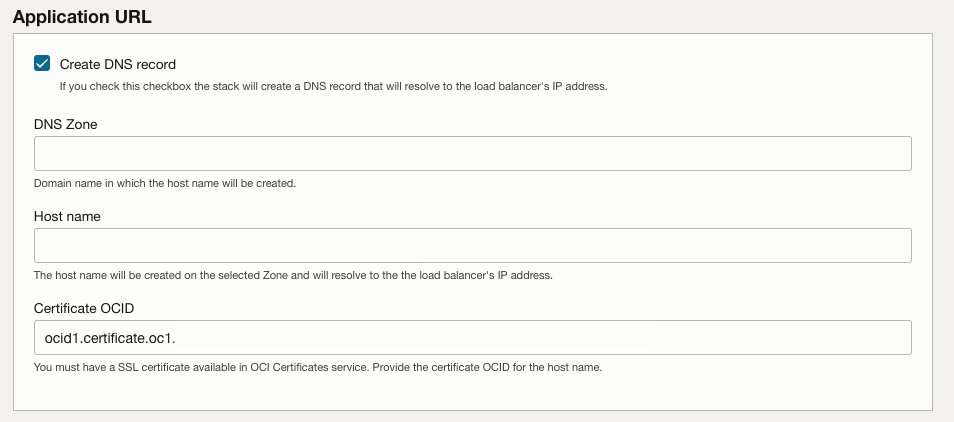 Application URL
Create DNS record
If you check this checkbox the stack will create a DNS record that will resolve to the load balancer's IP address.
DNS Zone
Domain name in which the host name will be created.
Host name
The host name will be created on the selected Zone and will resolve to the the load balancer's IP address.
Certificate OCID
ocid1.certificate.oc1.
You must have a SSL certificate available in OCI Certificates service. Provide the certificate OCID for the host name.